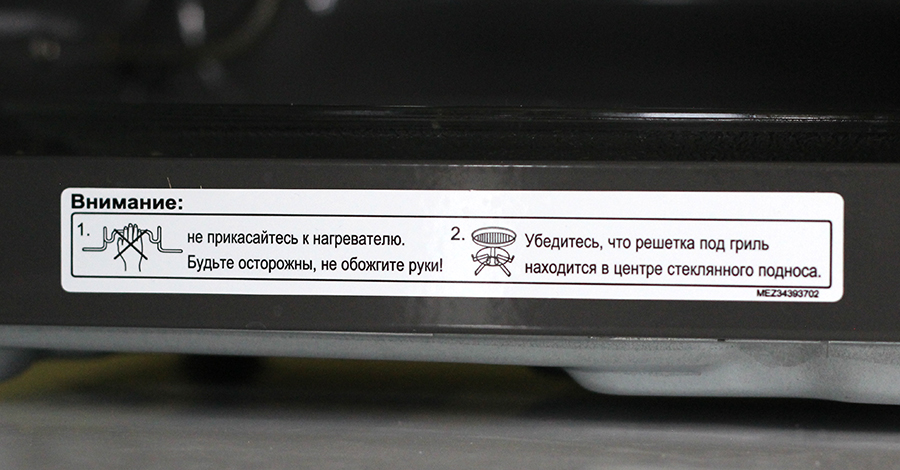 Внимание:
1. не прикасайтесь к нагревателю.
Будьте осторожны, не обожгите руки!
2. Убедитесь, что решетка под гриль
находится в центре стеклянного подноса.
MEZ34393702